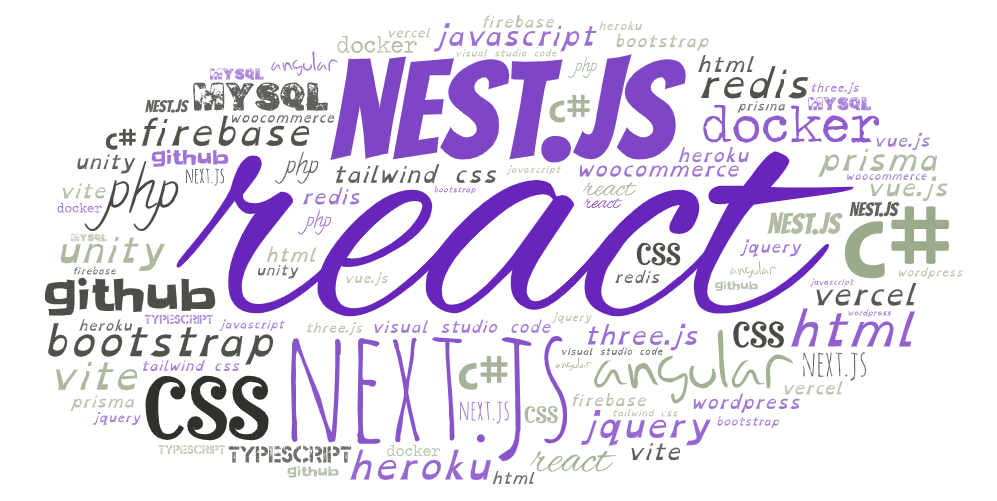 firebase
heroku
vercel
javascript
bootstrap
docker
visual studio code
angular
php
html
MYSQL
NEST.JS
redis
three.js
MYSQL
NEST.JS
c#
prisma
MYSQL
woocommerce
docker
c#
firebase
vue.js
unity
github
php
heroku
prisma
NEXT.JS
tailwind css
javascript
woocommerce
woocommerce
php
vite
bootstrap
react
vue.js
docker
redis
react
react
php
NEST.JS
NEST.JS
c#
MYSQL
unity
html
css
jquery
firebase
unity
vue.js
redis
angular
wordpress
github
github
javascript
vercel
TYPESCRIPT
javascript
jquery
wordpress
heroku
three.js
visual studio code
three.js
css
html
bootstrap
visual studio code
tailwind css
NEXT.JS
angular
angular
NEXT.JS
vite
c#
css
vercel
prisma
NEXT.JS
css
firebase
wordpress
jquery
tailwind css
jquery
bootstrap
TYPESCRIPT
TYPESCRIPT
docker
vite
github
heroku
react
html